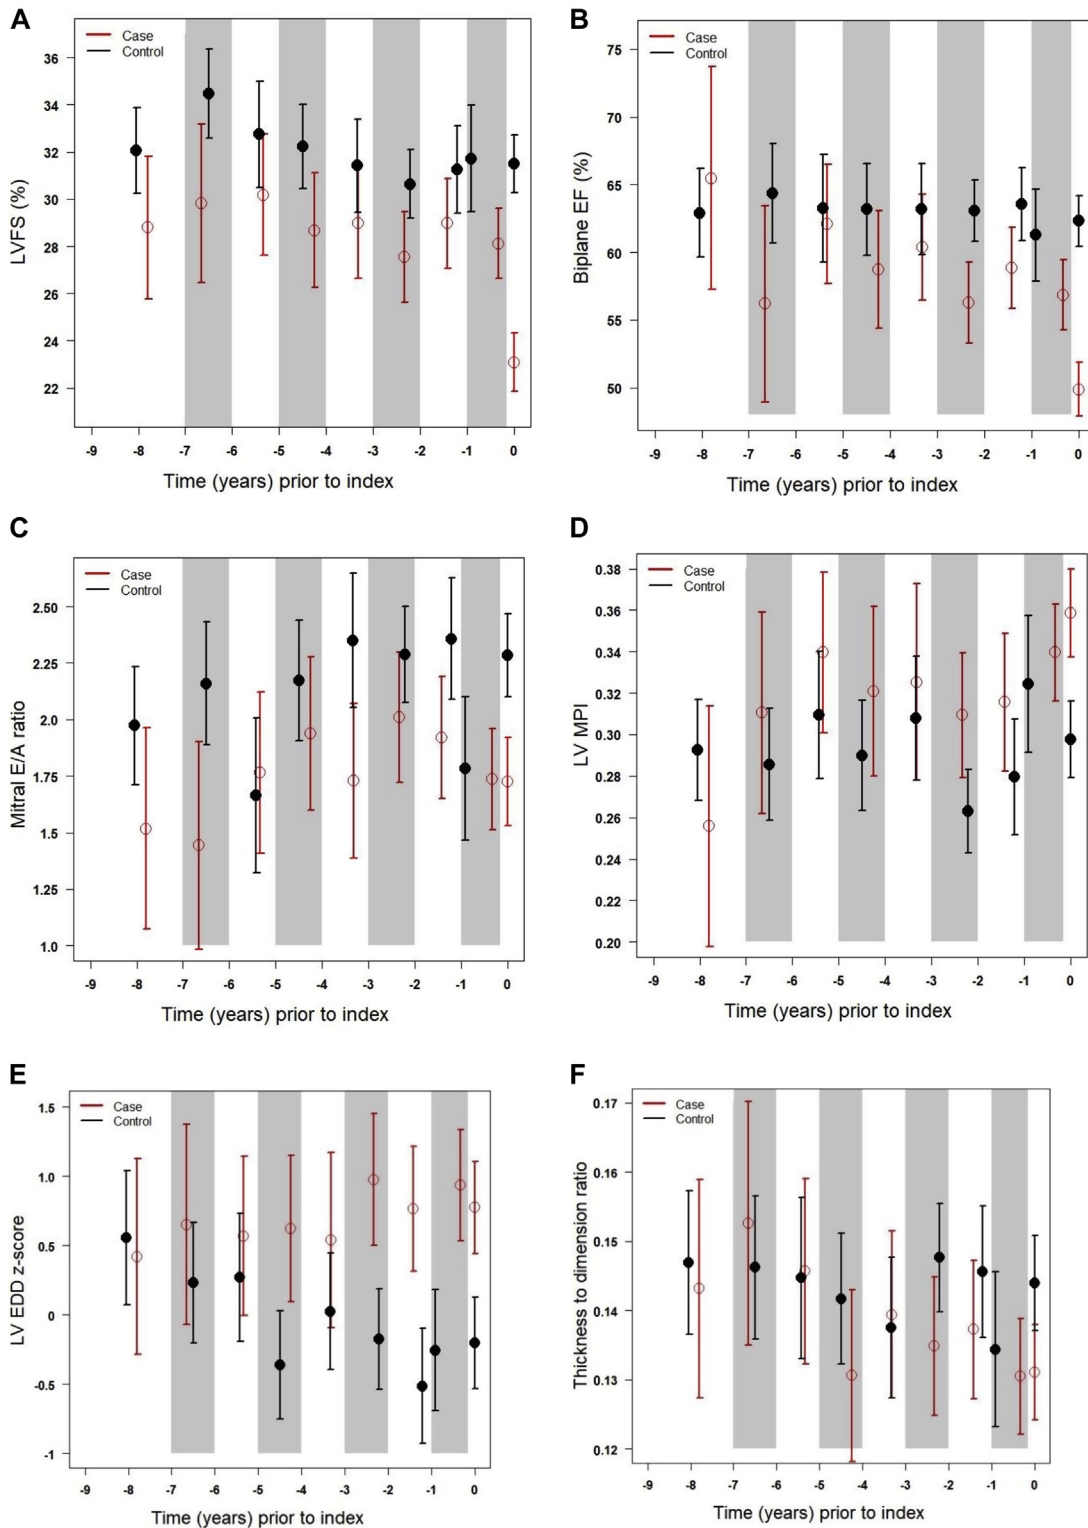 A
Case
Control
36
34
32
30
28
26
24
22
LVFS (%)
-9 -8 -7 -6 -5 -4 -3 -2 -1 0
Time (years) prior to index
B
Case
Control
75
70
65
60
55
50
Biplane EF (%)
-9 -8 -7 -6 -5 -4 -3 -2 -1 0
Time (years) prior to index
C
Case
Control
2.50
2.25
2.0
1.75
1.5
1.25
1.0
Mitral E/A ratio
-9 -8 -7 -6 -5 -4 -3 -2 -1 0
Time (years) prior to index
D
Case
Control
0.38
0.36
0.34
0.32
0.30
0.28
0.26
0.24
0.22
0.20
LV MPI
-9 -8 -7 -6 -5 -4 -3 -2 -1 0
Time (years) prior to index
E
Case
Control
1.5
1.0
0.5
0
-0.5
-1
LV EDD z-score
-9 -8 -7 -6 -5 -4 -3 -2 -1 0
Time (years) prior to index
F
Case
Control
0.17
0.16
0.15
0.14
0.13
0.12
Thickness to dimension ratio
-9 -8 -7 -6 -5 -4 -3 -2 -1 0
Time (years) prior to index